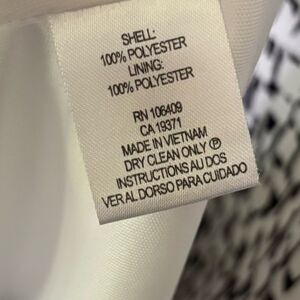 SHELL:
100% POLYESTER
LINING:
100% POLYESTER
RN 106409
CA 19371
MADE IN VIETNAM
DRY CLEAN ONLY Ⓟ
INSTRUCTIONS AU DOS
VER AL DORSO PARA CUIDADO